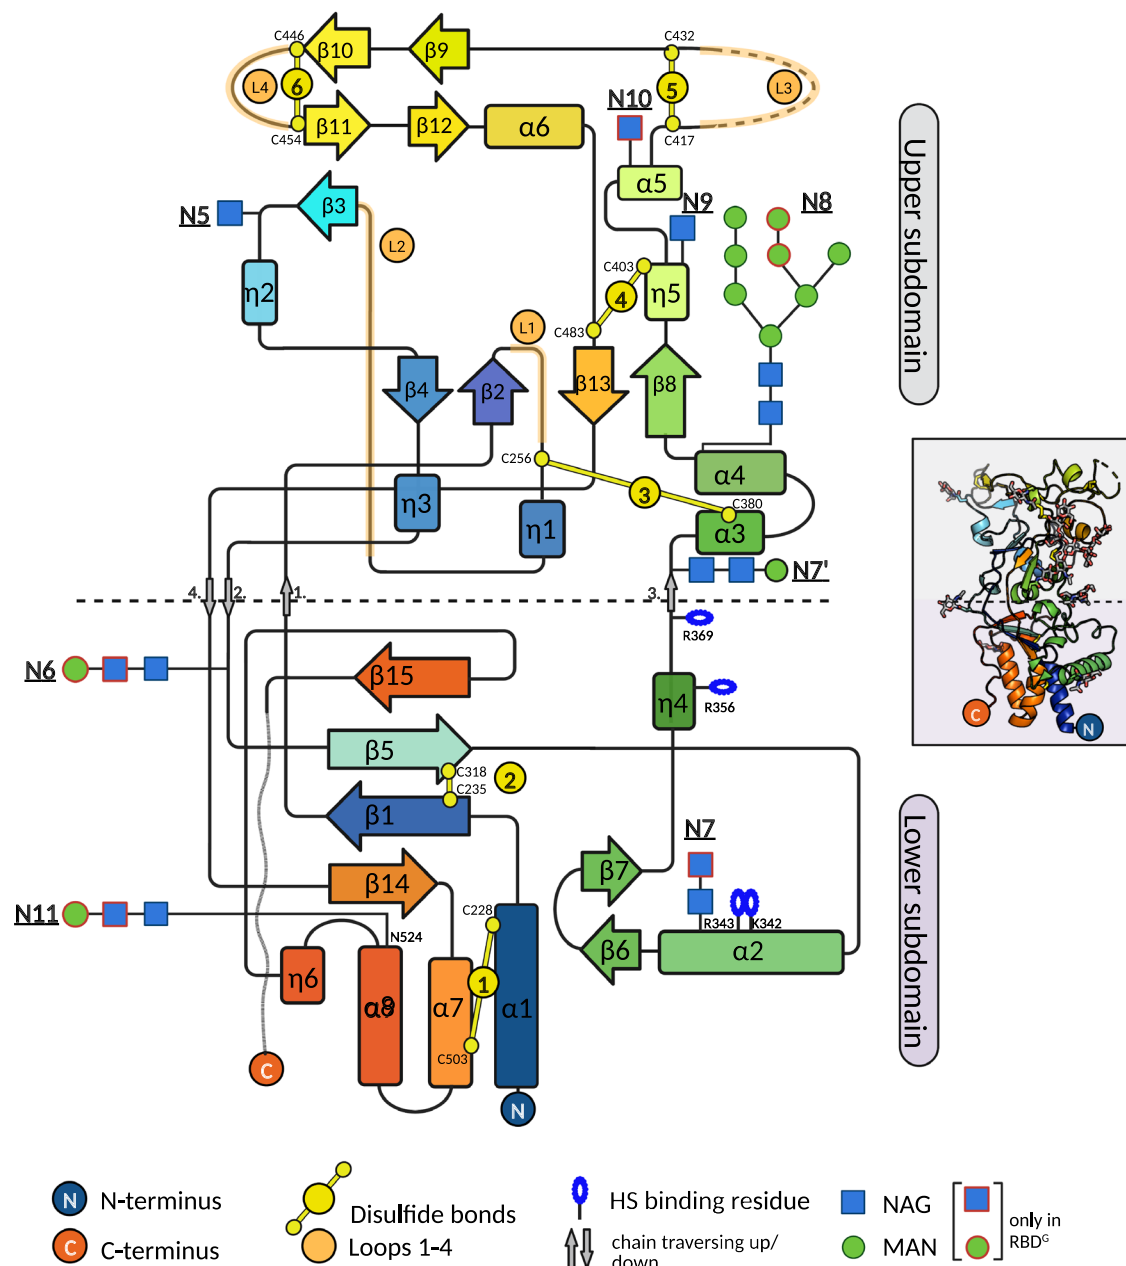 C446
C432
β10
β9
L4
6
5
L3
N10
C454
β11
β12
α6
C417
α5
N5
β3
N9
N8
L2
C403
η2
4
η5
L1
C483
β4
β2
β13
β8
C256
α4
η3
3
C380
η1
α3
N7'
4.
2.
1.
3.
R369
N6
β15
η4
R356
β5
C318
2
C235
β1
N7
β7
β14
N11
C228
R343
K342
N524
β6
α2
η6
α7
1
α1
C503
C
N
Upper subdomain
C
N
Lower subdomain
N
N-terminus
C
C-terminus
Disulfide bonds
Loops 1-4
HS binding residue
chain traversing up/
down
NAG
MAN
only in
RBDG